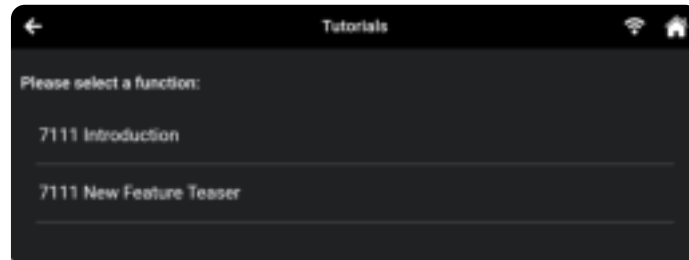 Tutorials
Please select a function:
7111 Introduction
7111 New Feature Teaser